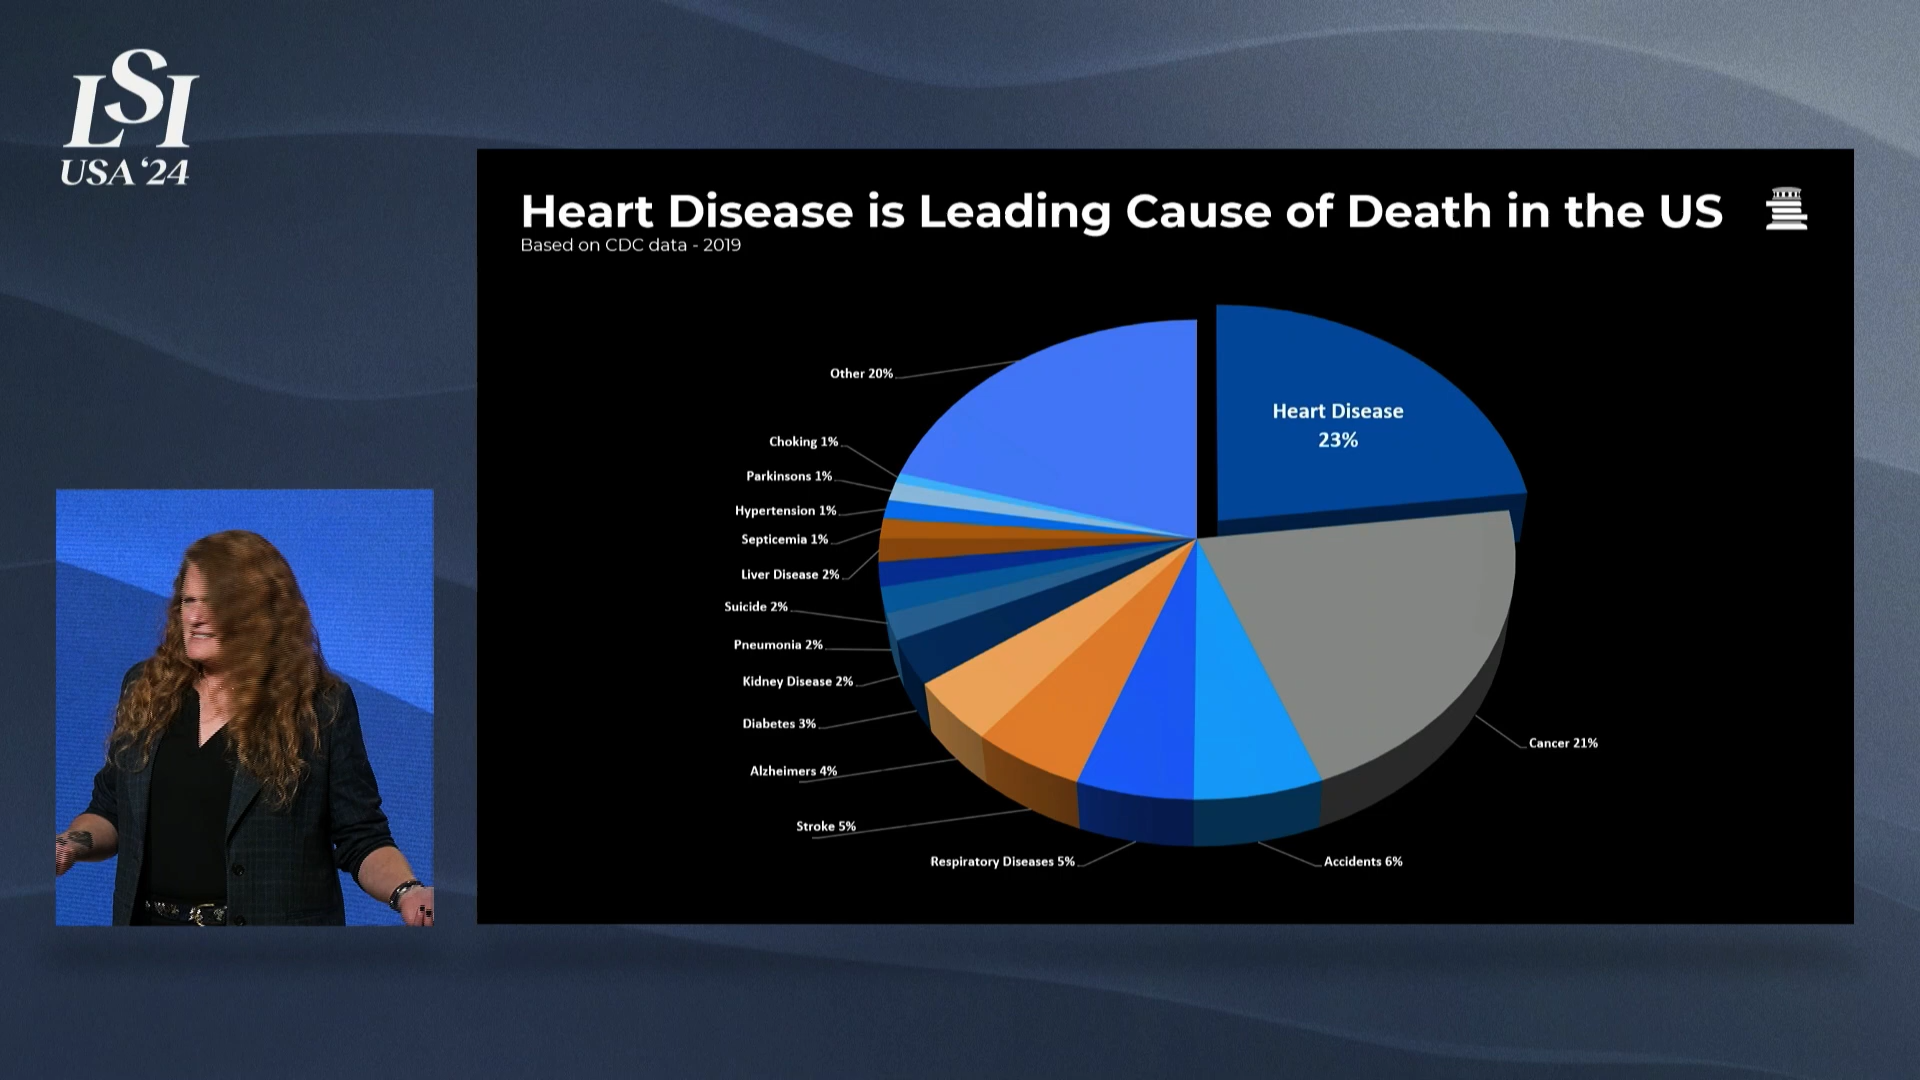 LSI
USA '24
Heart Disease is Leading Cause of Death in the US
Based on CDC data - 2019
Other 20%
Heart Disease
23%
Choking 1%
Parkinsons 1%
Hypertension 1%
Septicemia 1%
Liver Disease 2%
Suicide 2%
Pneumonia 2%
Kidney Disease 2%
Diabetes 3%
Cancer 21%
Alzheimers 4%
Stroke 5%
Respiratory Diseases 5%
Accidents 6%